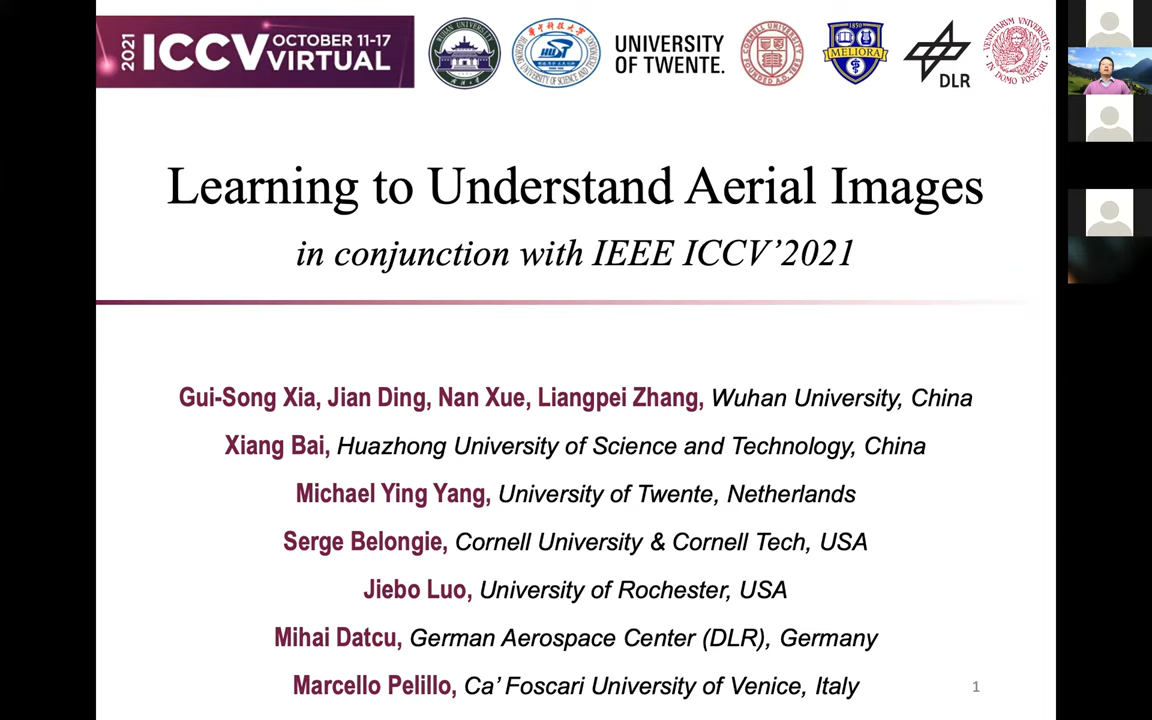 2021 ICCV OCTOBER 11-17 VIRTUAL
UNIVERSITY OF TWENTE.
1850
MELIORA
DLR
Learning to Understand Aerial Images
in conjunction with IEEE ICCV’2021
Gui-Song Xia, Jian Ding, Nan Xue, Liangpei Zhang, Wuhan University, China
Xiang Bai, Huazhong University of Science and Technology, China
Michael Ying Yang, University of Twente, Netherlands
Serge Belongie, Cornell University & Cornell Tech, USA
Jiebo Luo, University of Rochester, USA
Mihai Datcu, German Aerospace Center (DLR), Germany
Marcello Pelillo, Ca’ Foscari University of Venice, Italy
1